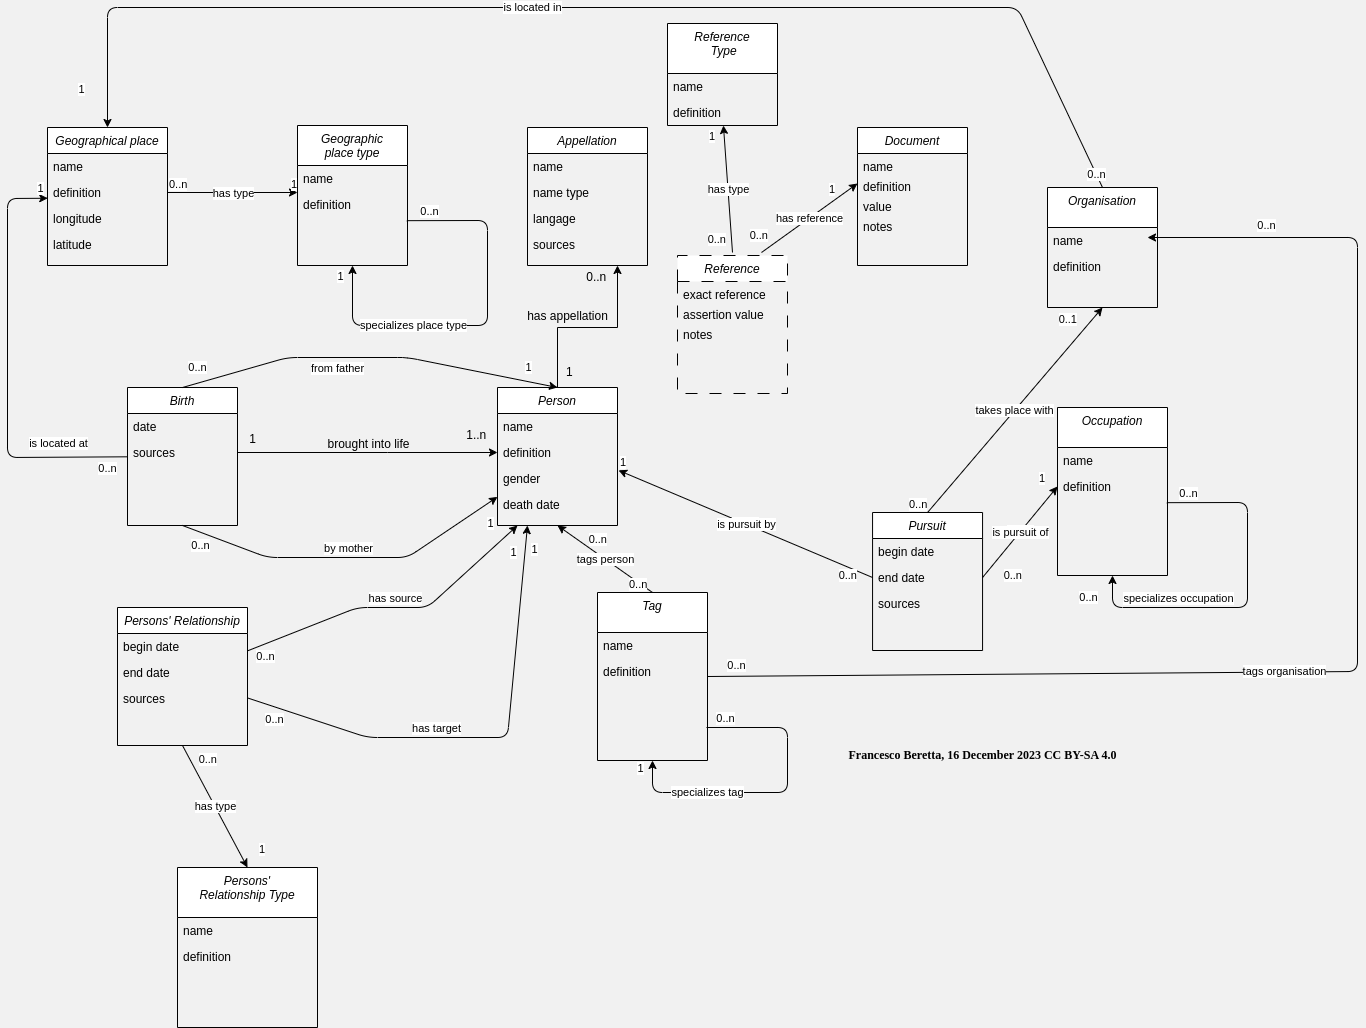 is located in
Reference
Type
name
definition
1
1
Geographical place
name
definition
longitude
latitude
1
0..n
has type
1
Geographic
place type
name
definition
0..n
1
specializes place type
Appellation
name
name type
langage
sources
0..n
has appellation
1
has type
0..n
0..n
has reference
1
Document
name
definition
value
notes
Reference
exact reference
assertion value
notes
0..n
Organisation
name
definition
0..n
0..1
takes place with
0..n
from father
1
Birth
date
sources
is located at
0..n
1
brought into life
1..n
0..n
by mother
1
Person
name
definition
gender
death date
1
is pursuit by
0..n
0..n
Pursuit
begin date
end date
sources
is pursuit of
1
0..n
Occupation
name
definition
0..n
0..n
specializes occupation
1
1
0..n
tags person
0..n
has source
0..n
Persons' Relationship
begin date
end date
sources
0..n
has target
Tag
name
definition
0..n
tags organisation
0..n
1
specializes tag
Francesco Beretta, 16 December 2023 CC BY-SA 4.0
0..n
has type
1
Persons'
Relationship Type
name
definition